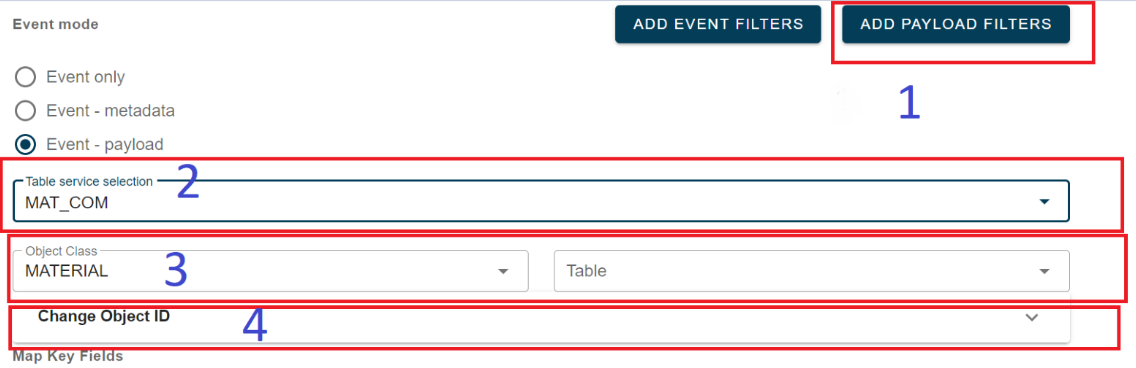 Event mode
ADD EVENT FILTERS
ADD PAYLOAD FILTERS
1
Event only
Event - metadata
Event - payload
Table service selection
2
MAT_COM
Object Class
MATERIAL
3
Table
Change Object ID
4
Map Key Fields